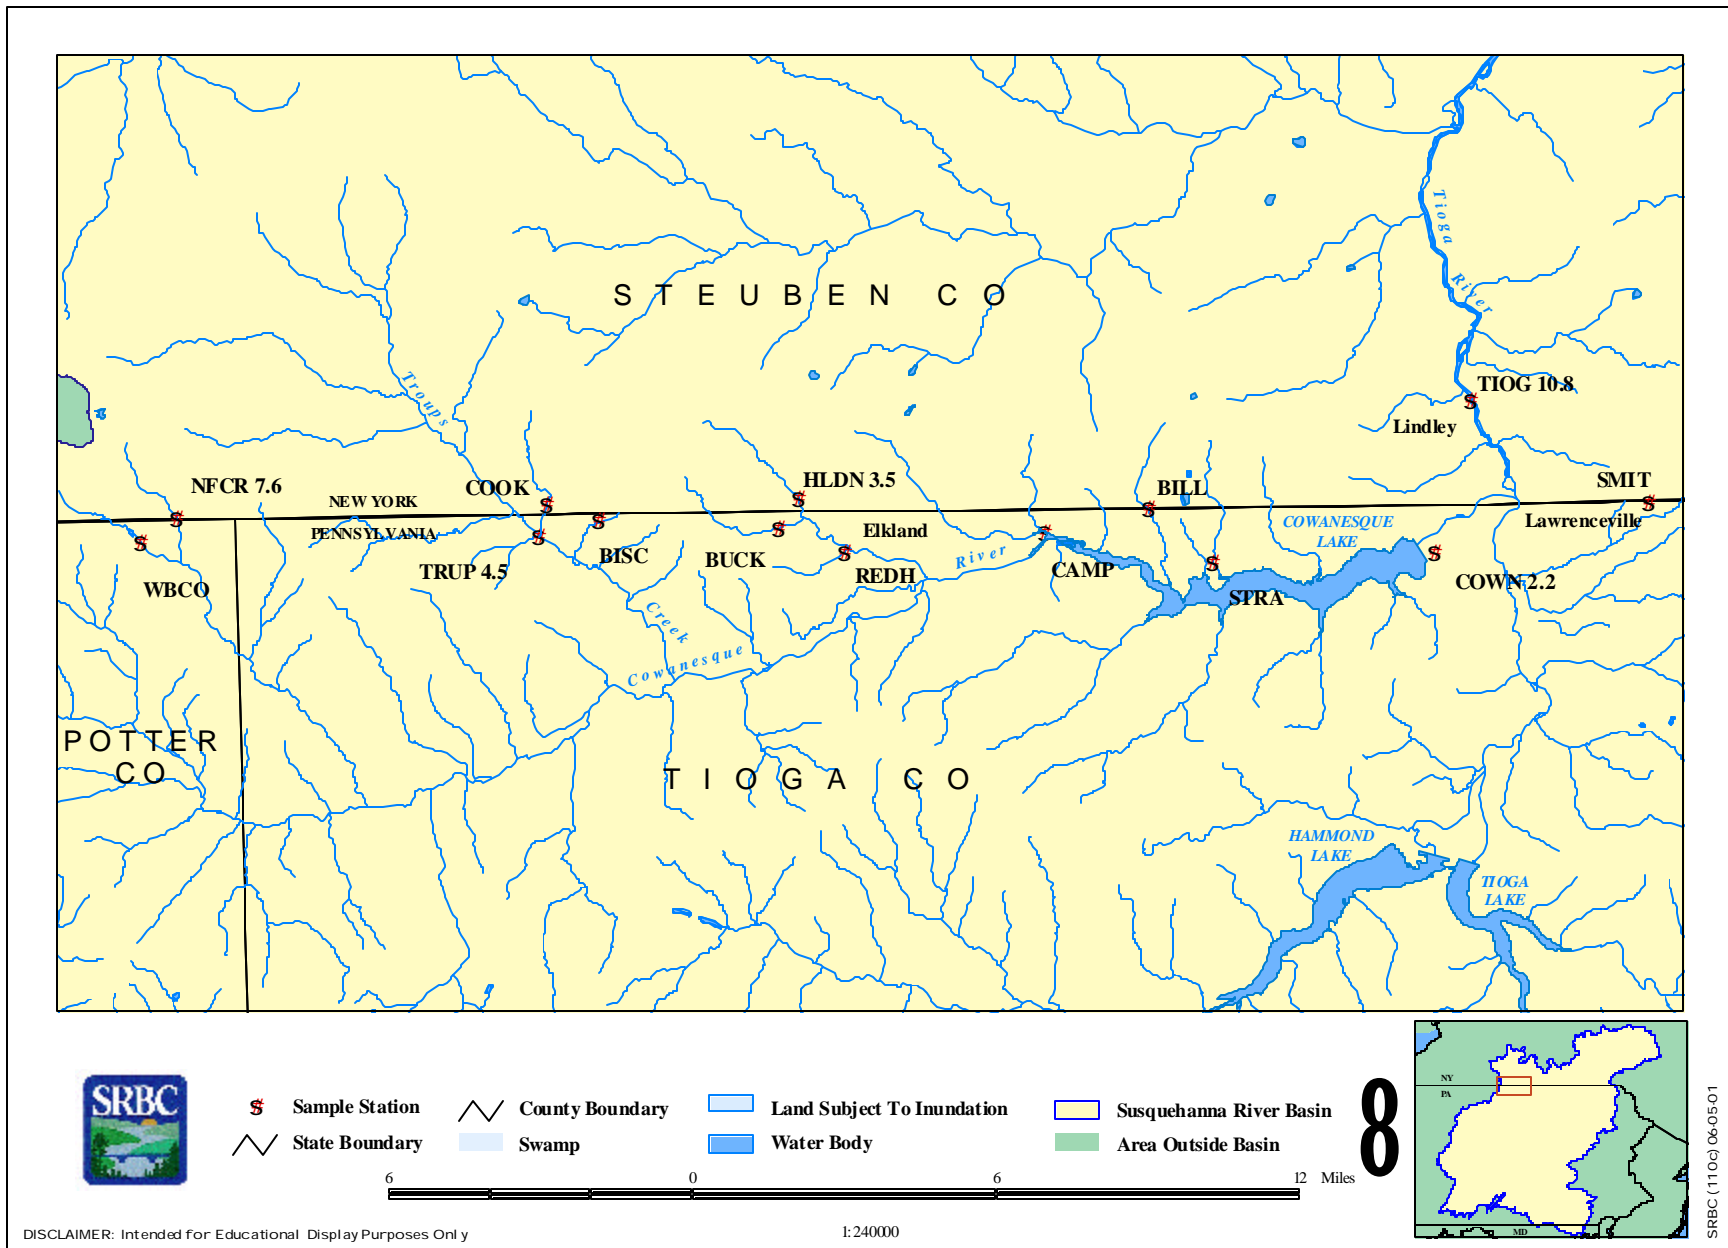 Tioga
River
STEUBEN CO
Troups
TIOG 10.8
Lindley
NFCR 7.6
NEW YORK
COOK
HLDN 3.5
BILL
SMIT
PENNSYLVANIA
Elkland
COWANESQUE
LAKE
Lawrenceville
WBCO
TRUP 4.5
BISC
BUCK
REDH
River
CAMP
STRA
COWN 2.2
Creek
Cowanesque
POTTER
CO
TIOGA CO
HAMMOND
LAKE
TIOGA
LAKE
SRBC
Sample Station
County Boundary
Land Subject To Inundation
Susquehanna River Basin
State Boundary
Swamp
Water Body
Area Outside Basin
8
NY
PA
MD
6 0 6 12 Miles
DISCLAIMER: Intended for Educational Display Purposes Only
1:240000
SRBC (110c) 06-05-01